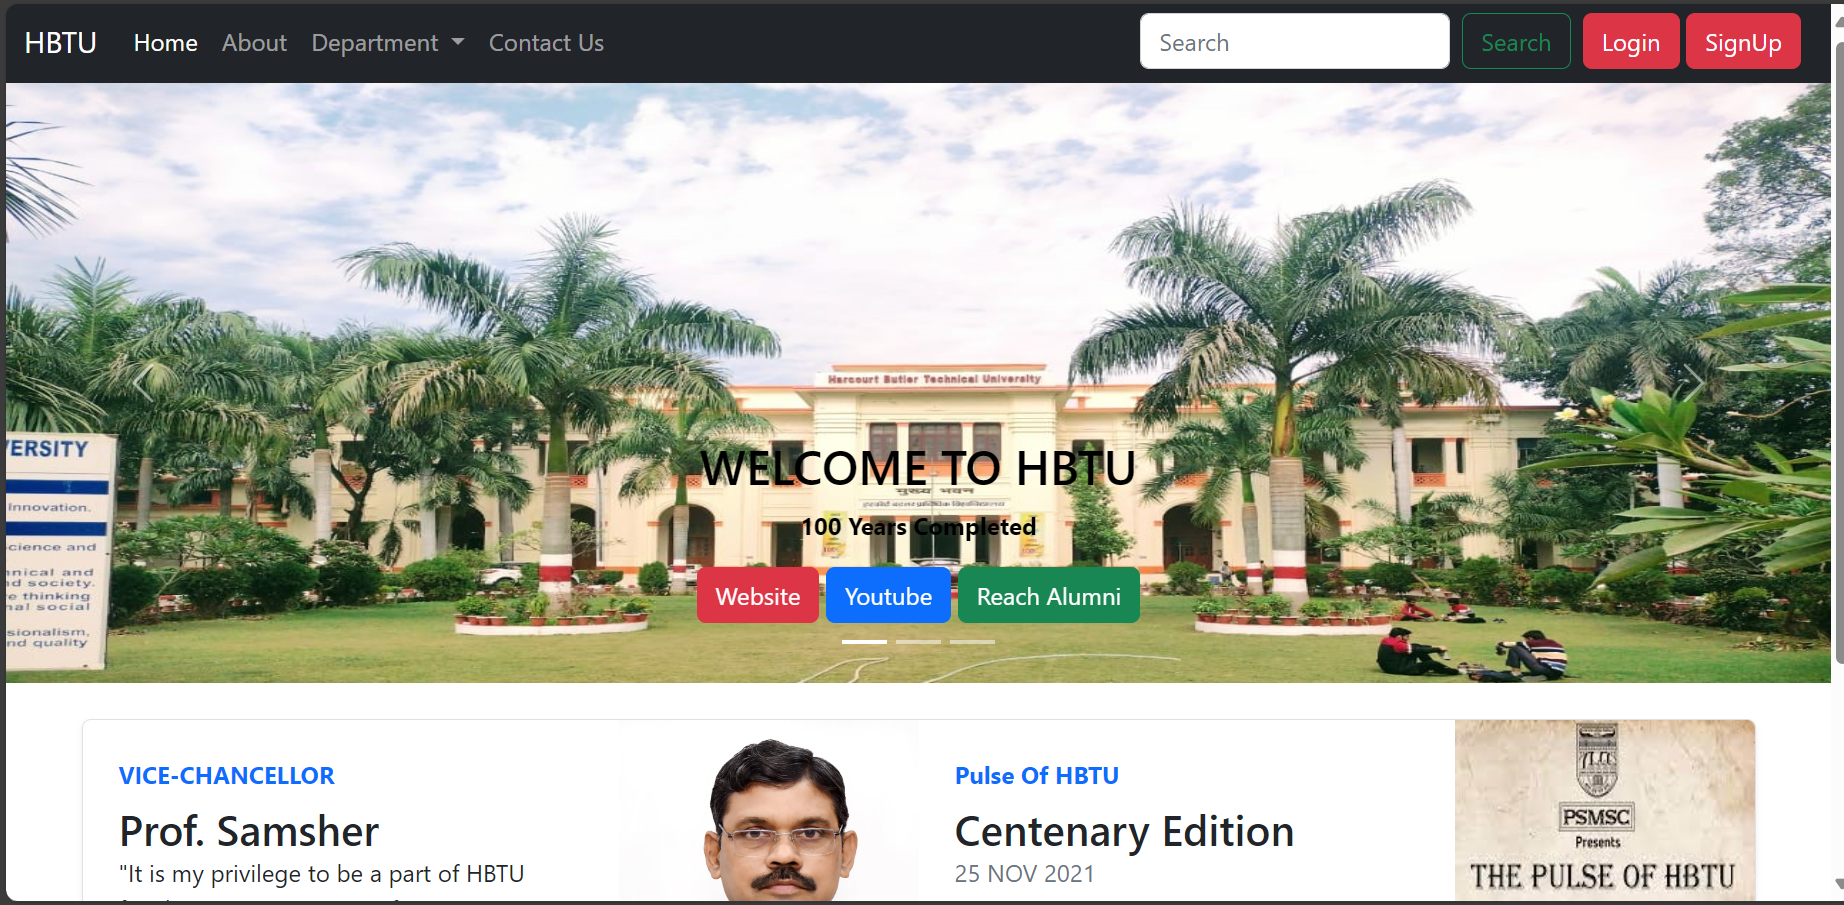 HBTU Home About Department Contact Us Search Search Login SignUp
Harcourt Butler Technical University
ERSITY
innovation.
cience and
nical and
d society.
e thinking
nal social
sionalism,
nd quality
WELCOME TO HBTU
मुख्य भवन
100 Years Completed
Website Youtube Reach Alumni
VICE-CHANCELLOR
Prof. Samsher
"It is my privilege to be a part of HBTU
Pulse Of HBTU
Centenary Edition
25 NOV 2021
PSMSC
Presents
THE PULSE OF HBTU